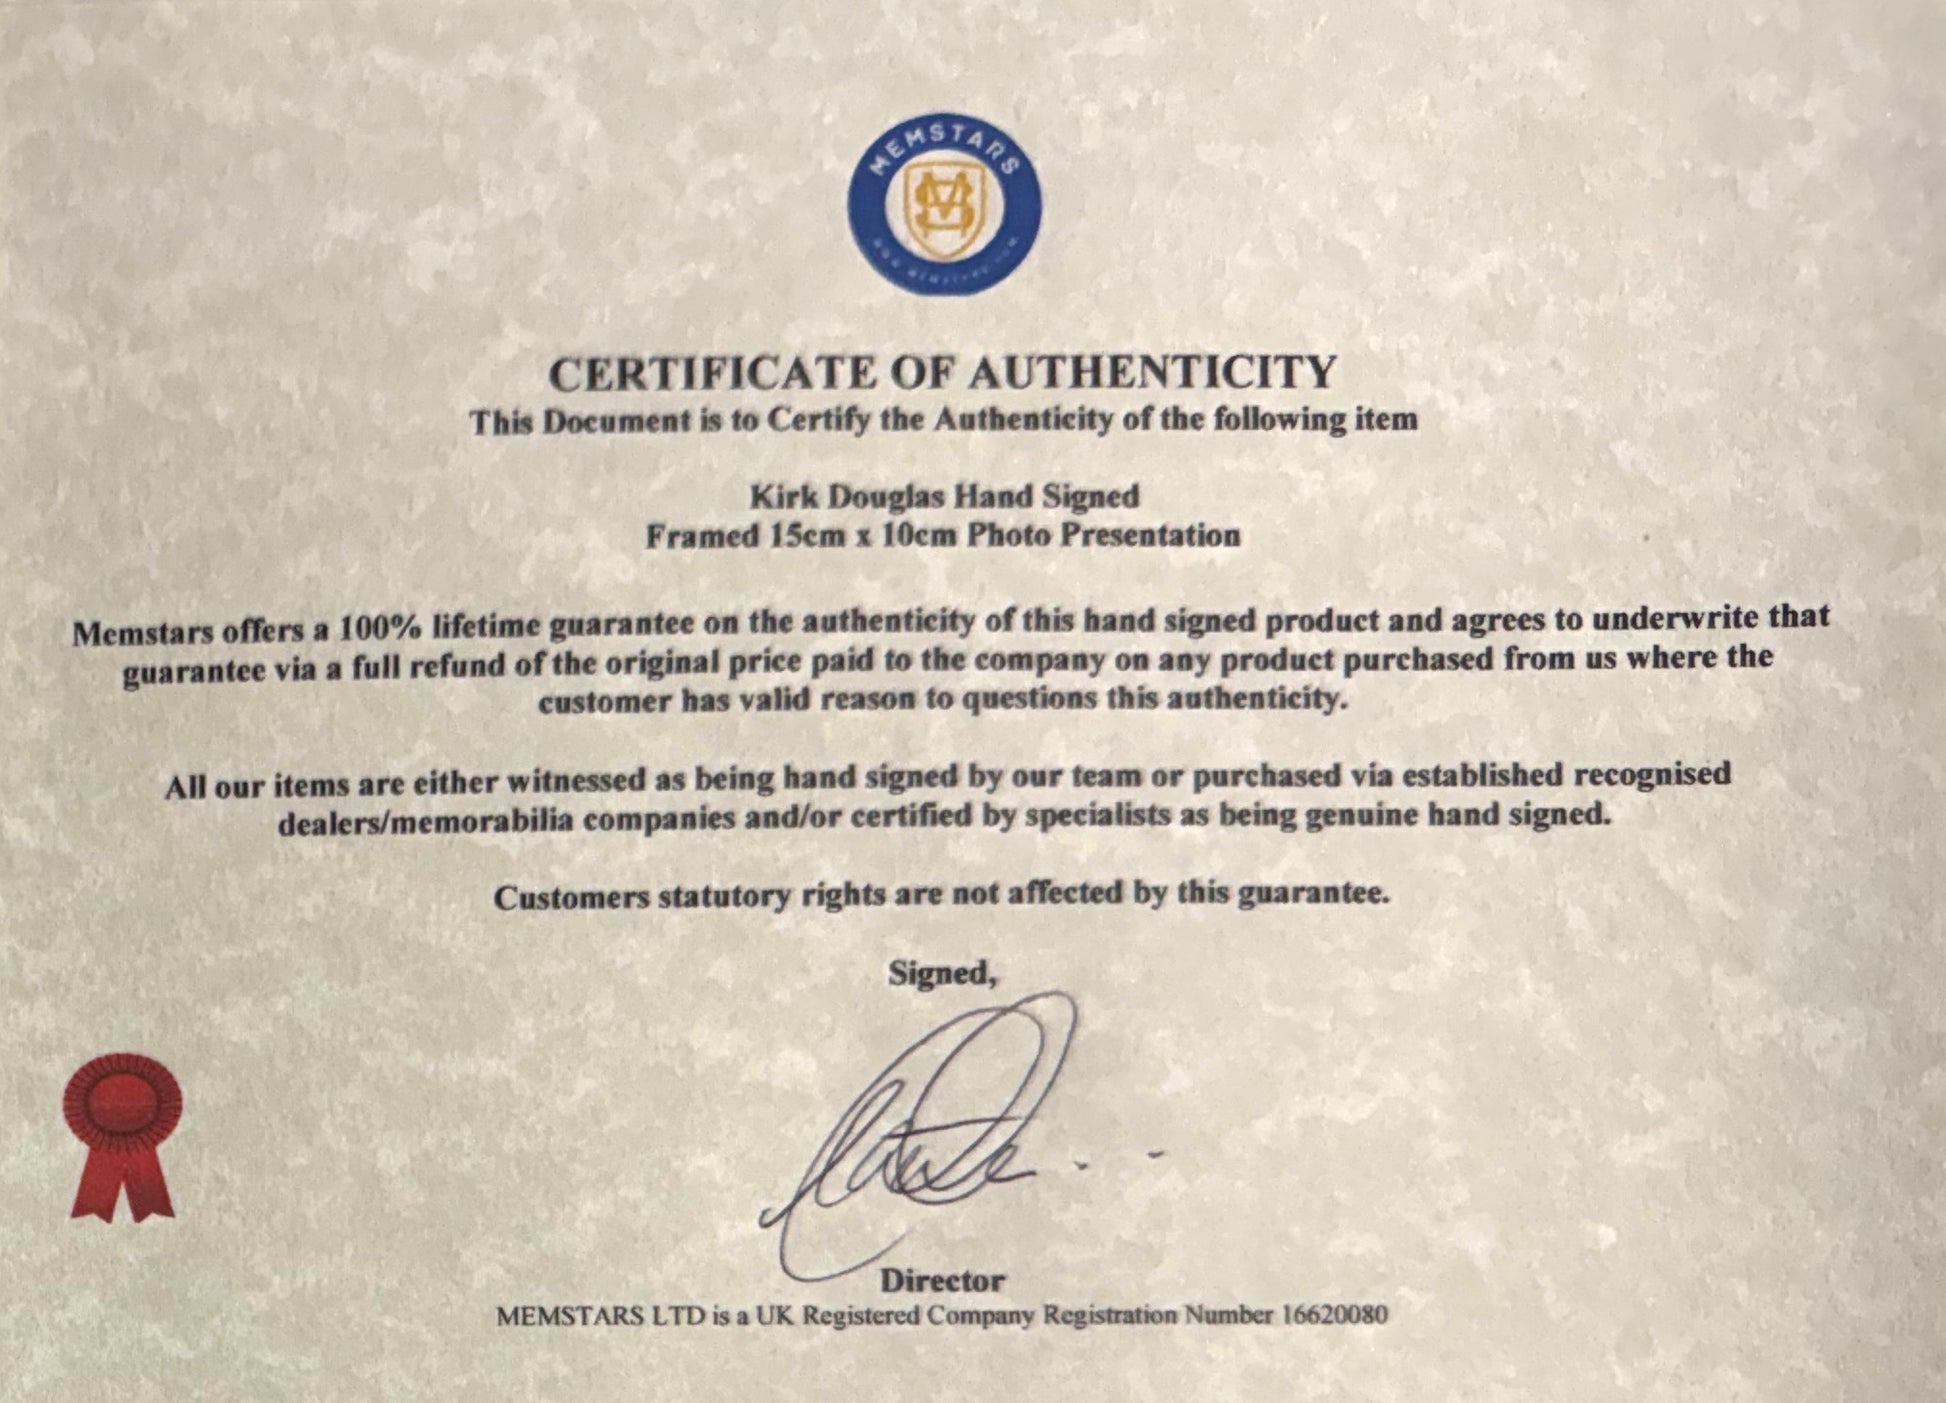 MEMSTARS
CERTIFICATE OF AUTHENTICITY
This Document is to Certify the Authenticity of the following item
Kirk Douglas Hand Signed
Framed 15cm x 10cm Photo Presentation
Memstars offers a 100% lifetime guarantee on the authenticity of this hand signed product and agrees to underwrite that
guarantee via a full refund of the original price paid to the company on any product purchased from us where the
customer has valid reason to questions this authenticity.
All our items are either witnessed as being hand signed by our team or purchased via established recognised
dealers/memorabilia companies and/or certified by specialists as being genuine hand signed.
Customers statutory rights are not affected by this guarantee.
Signed,
Director
MEMSTARS LTD is a UK Registered Company Registration Number 16620080